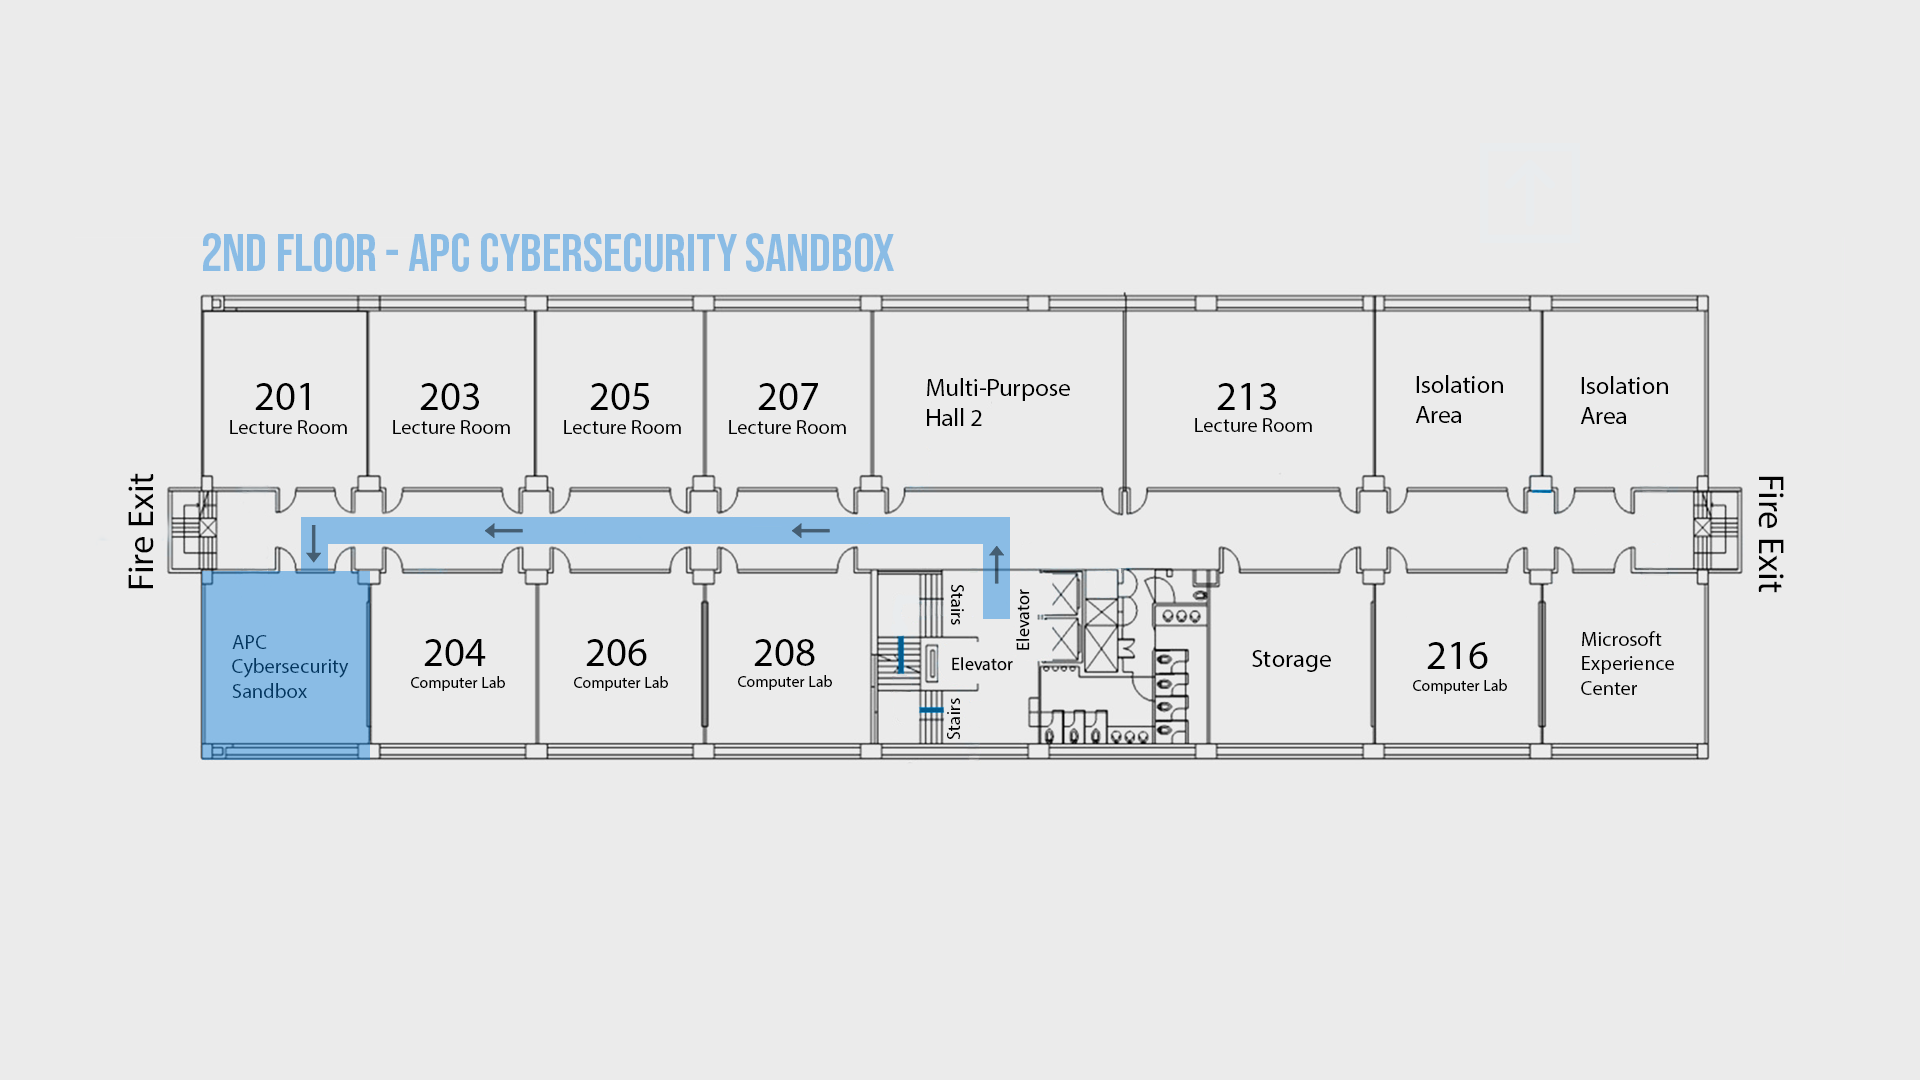 2ND FLOOR - APC CYBERSECURITY SANDBOX
201
Lecture Room
203
Lecture Room
205
Lecture Room
207
Lecture Room
Multi-Purpose
Hall 2
213
Lecture Room
Isolation
Area
Isolation
Area
Fire Exit
Fire Exit
APC
Cybersecurity
Sandbox
204
Computer Lab
206
Computer Lab
208
Computer Lab
Stairs
Elevator
Elevator
Stairs
Storage
216
Computer Lab
Microsoft
Experience
Center